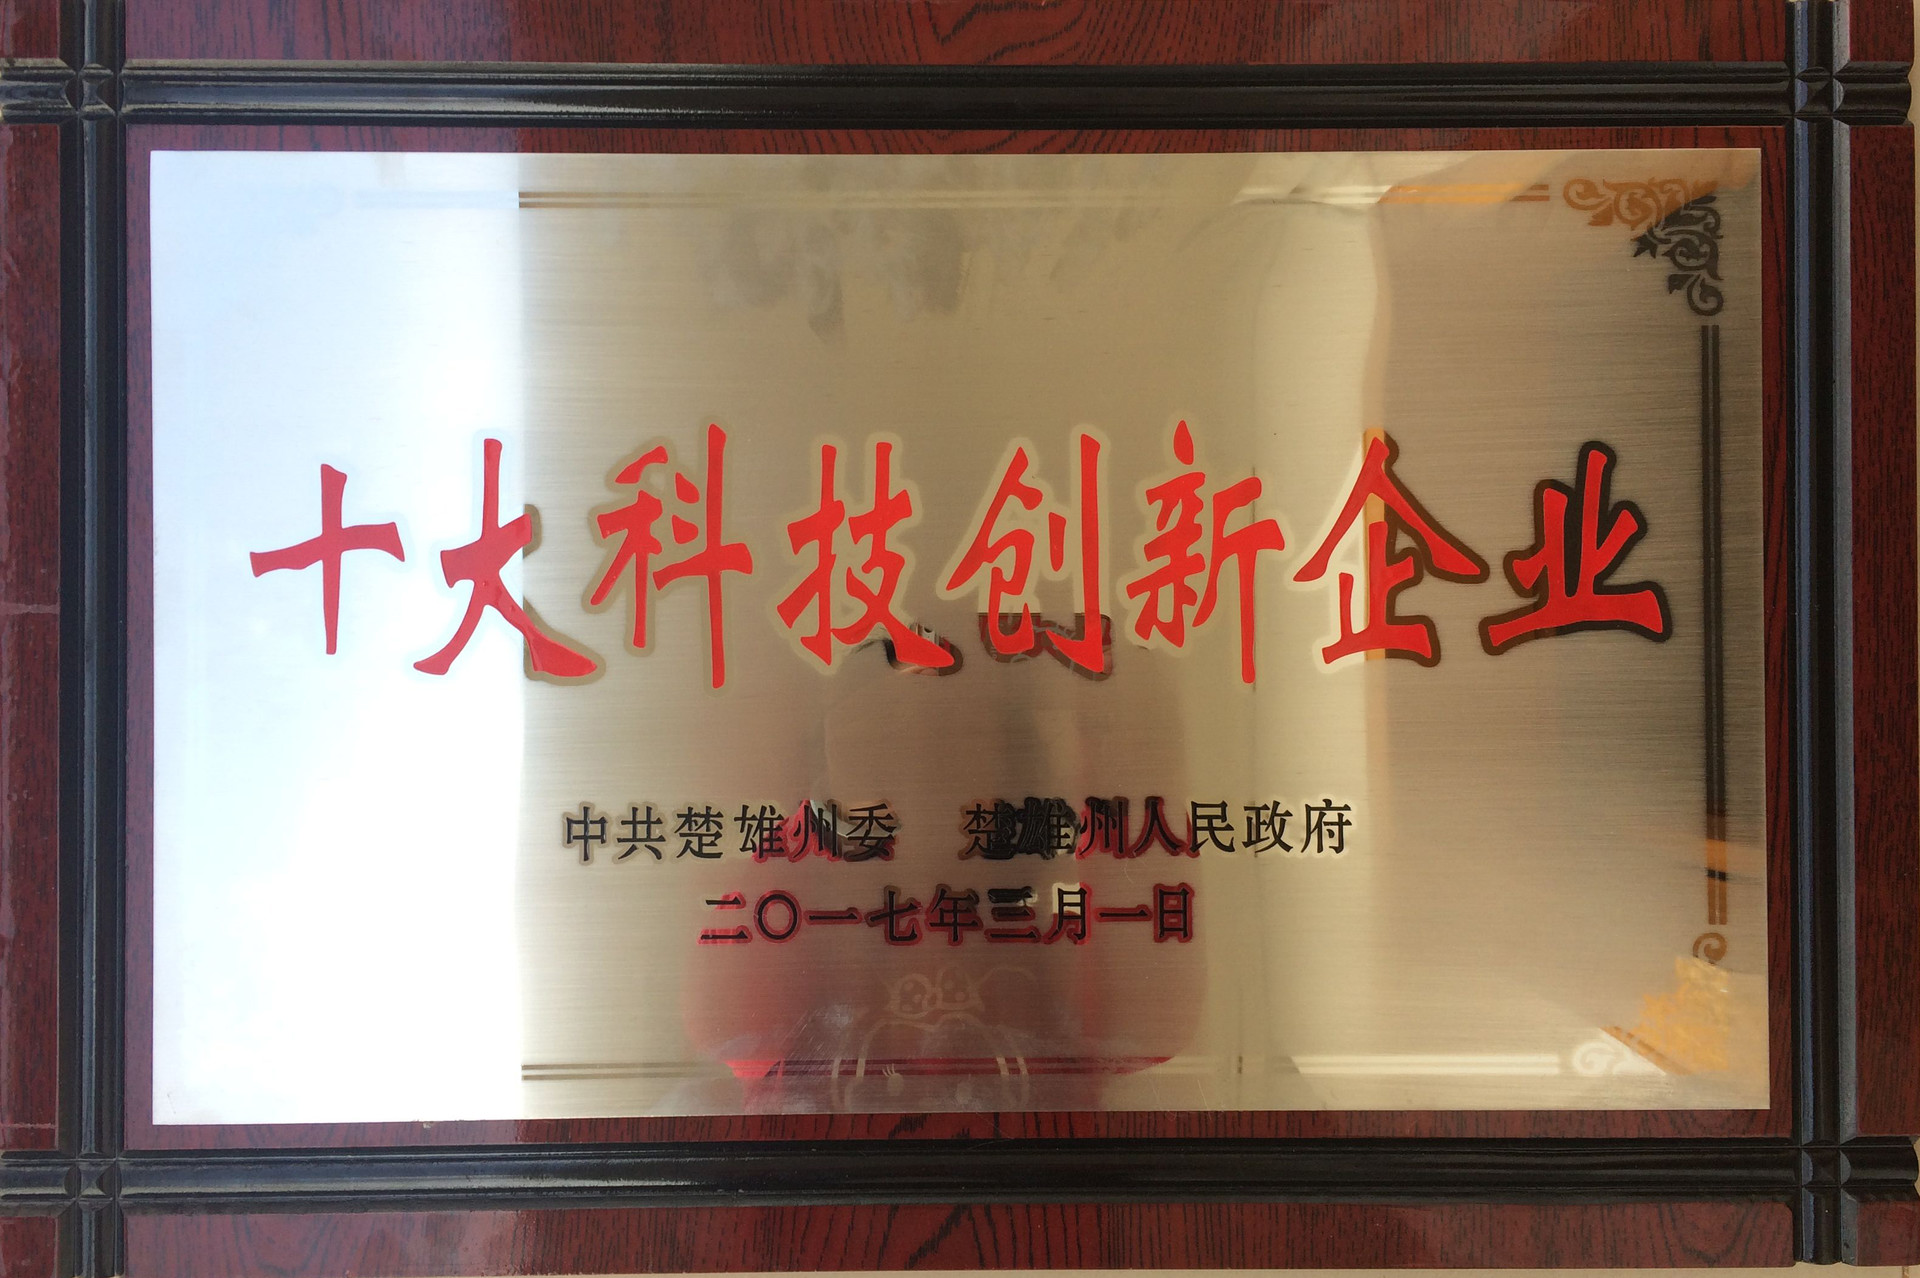 十大科技创新企业
中共楚雄州委 楚雄州人民政府
二〇一七年三月一日